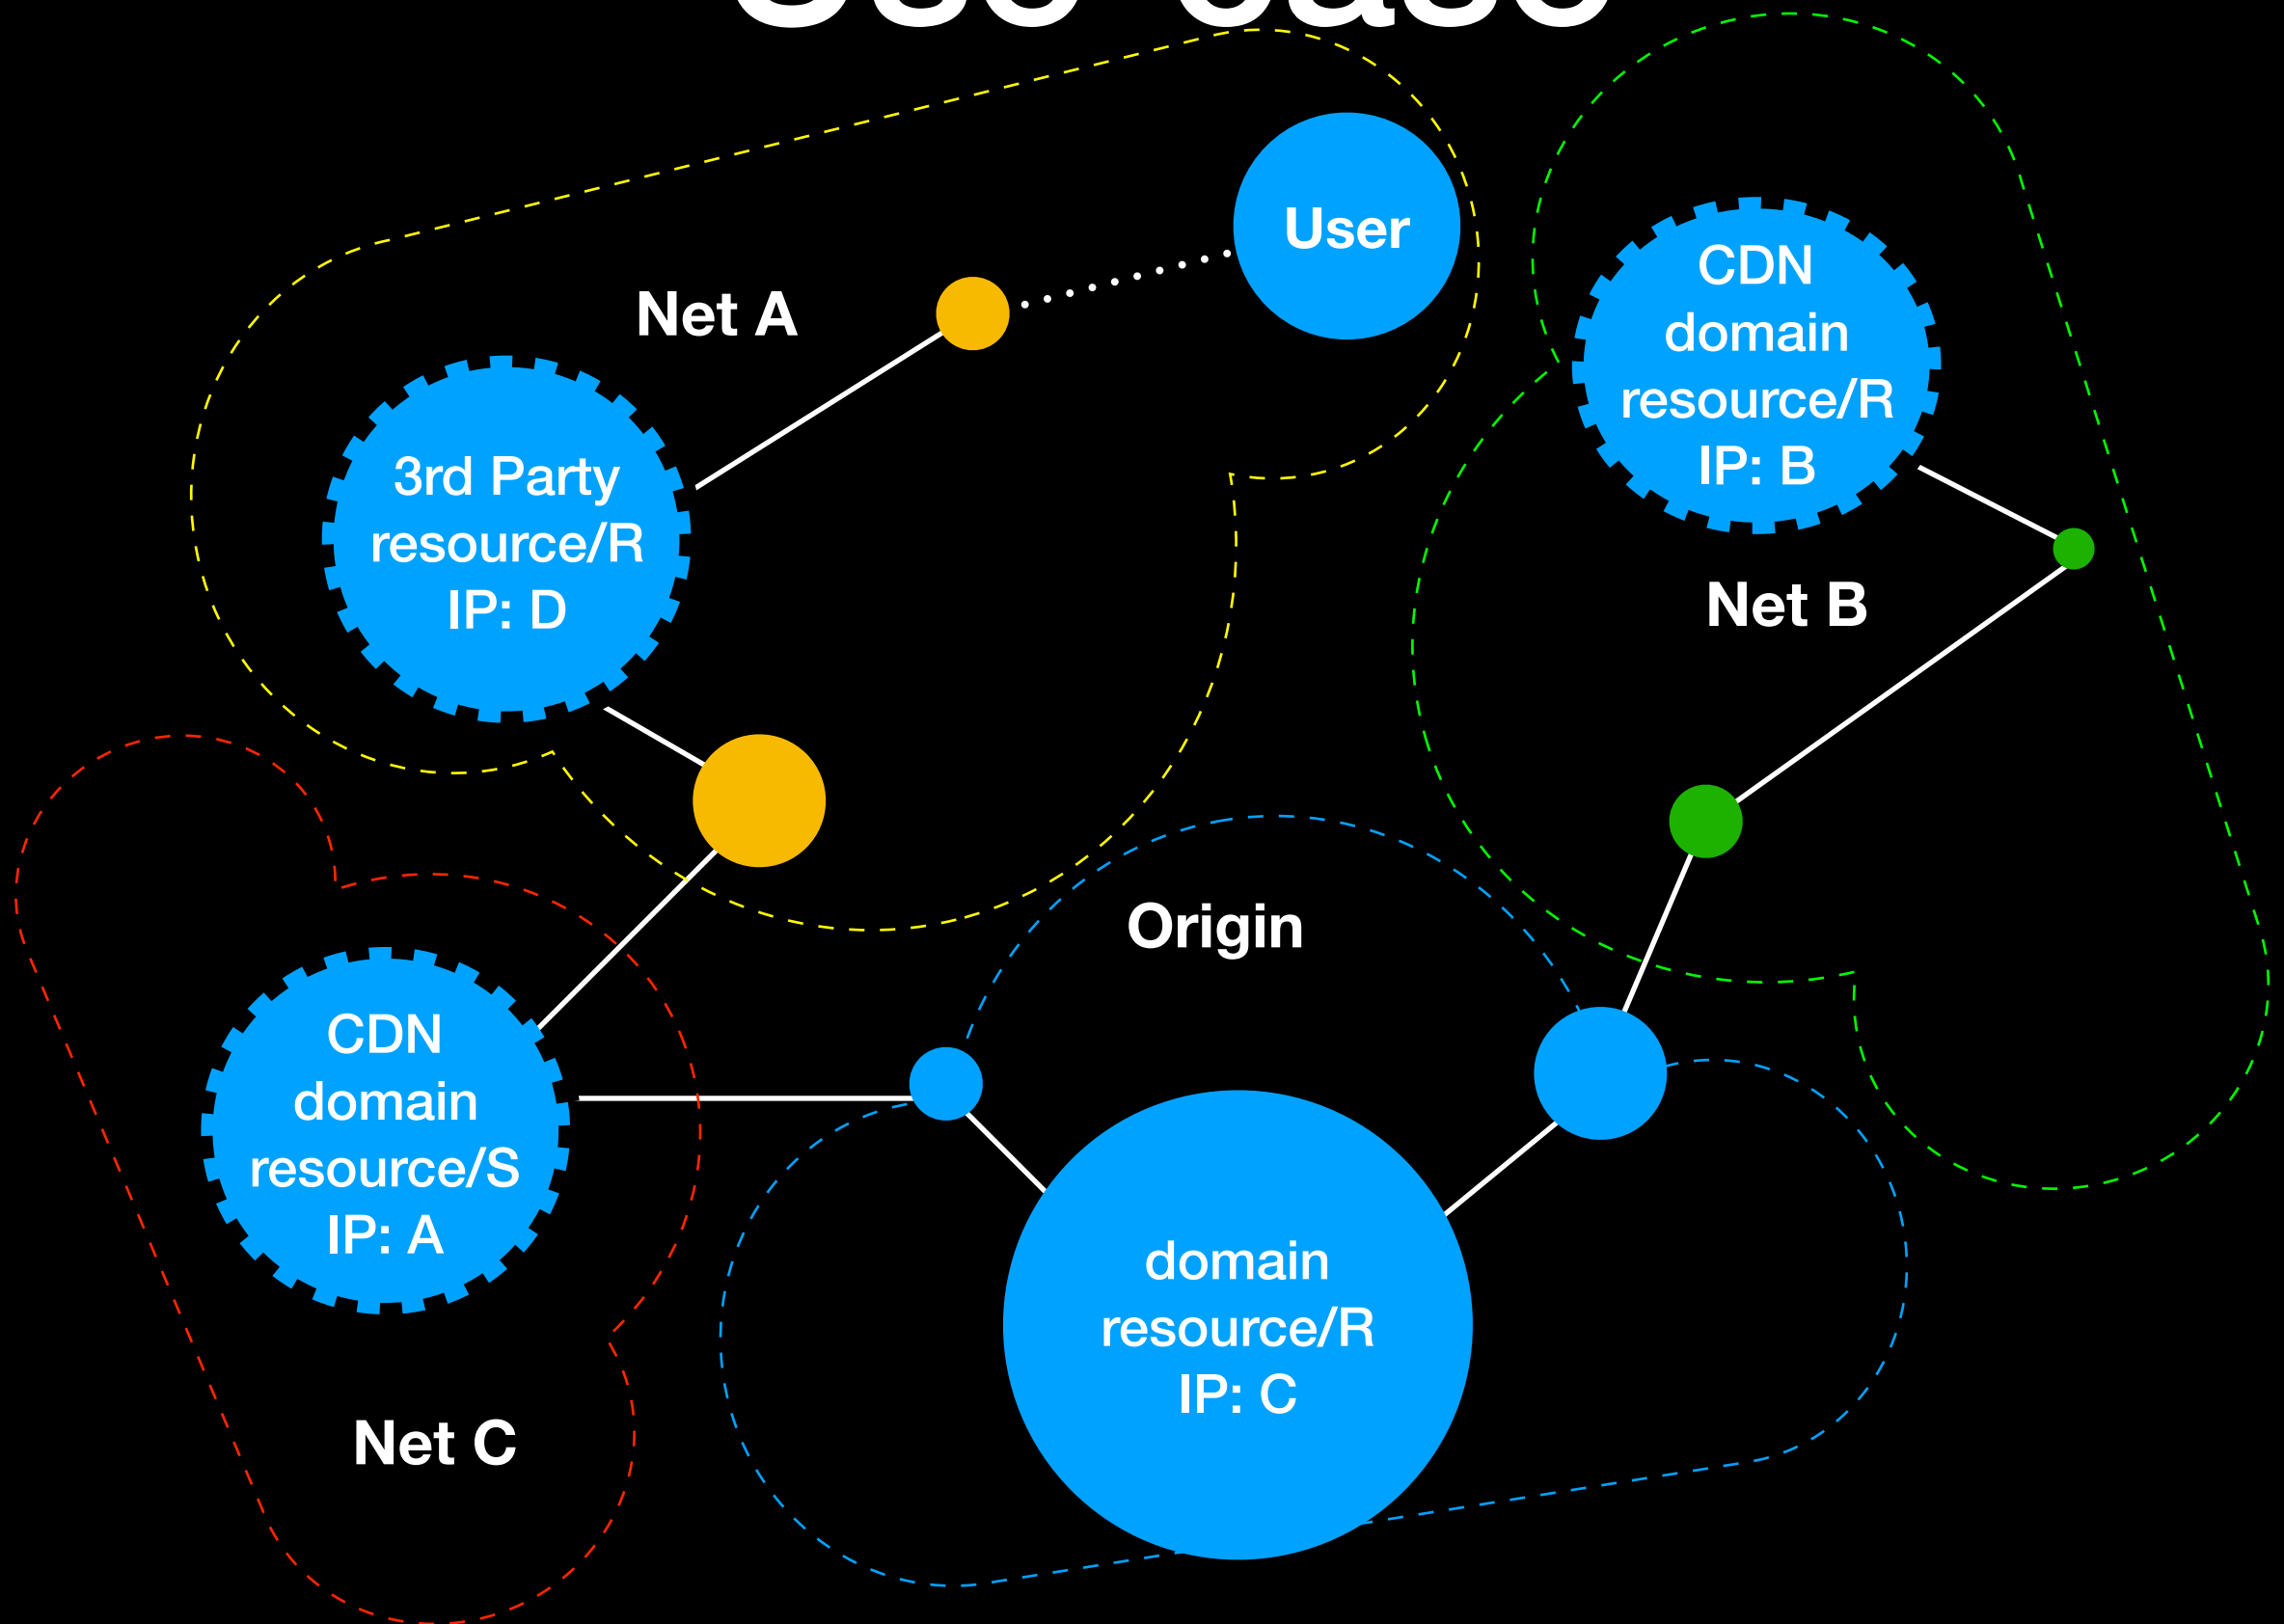 User
Net A
CDN
domain
resource/R
IP: B
3rd Party
resource/R
IP: D
Net B
Origin
CDN
domain
resource/S
IP: A
domain
resource/R
IP: C
Net C